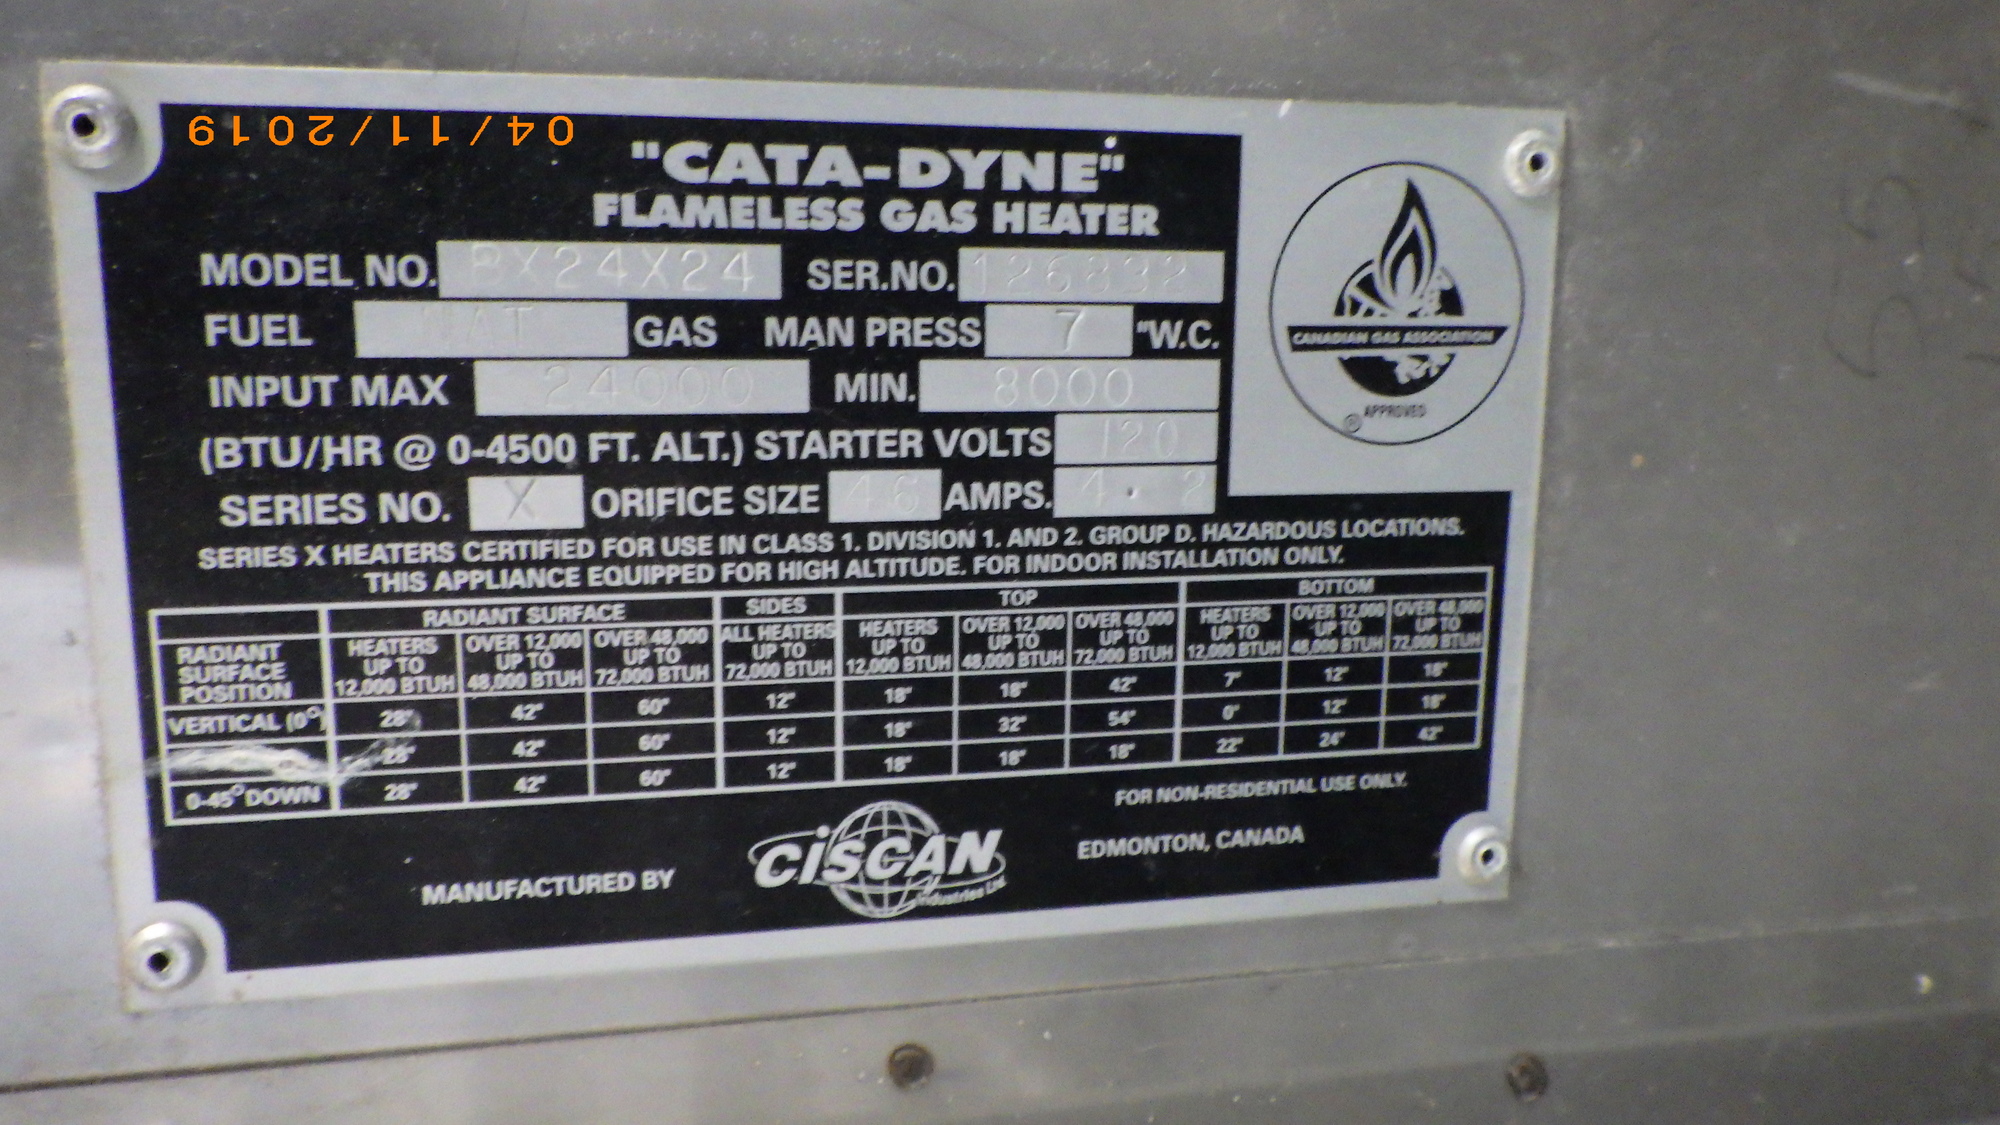 04/11/2019
"CATA-DYNE"
FLAMELESS GAS HEATER
MODEL NO. BX24X24 SER.NO. 126832
FUEL NAT GAS MAN PRESS 7 "W.C.
INPUT MAX 24000 MIN. 8000
(BTU/HR @ 0-4500 FT. ALT.) STARTER VOLTS 120
SERIES NO. X ORIFICE SIZE 46 AMPS. 4.2
SERIES X HEATERS CERTIFIED FOR USE IN CLASS 1. DIVISION 1. AND 2. GROUP D. HAZARDOUS LOCATIONS.
THIS APPLIANCE EQUIPPED FOR HIGH ALTITUDE. FOR INDOOR INSTALLATION ONLY.
CANADIAN GAS ASSOCIATION
APPROVED
®
RADIANT SURFACE SIDES TOP BOTTOM
RADIANT SURFACE POSITION HEATERS UP TO 12,000 BTUH OVER 12,000 UP TO 48,000 BTUH OVER 48,000 UP TO 72,000 BTUH ALL HEATERS UP TO 72,000 BTUH HEATERS UP TO 12,000 BTUH OVER 12,000 UP TO 48,000 BTUH OVER 48,000 UP TO 72,000 BTUH HEATERS UP TO 12,000 BTUH OVER 12,000 UP TO 48,000 BTUH OVER 48,000 UP TO 72,000 BTUH
VERTICAL (0°) 28" 42" 60" 12" 18" 18" 42" 7" 12" 18"
28" 42" 60" 12" 18" 32" 54" 0" 12" 18"
0-45° DOWN 28" 42" 60" 12" 18" 18" 18" 22" 24" 42"
FOR NON-RESIDENTIAL USE ONLY.
MANUFACTURED BY CISCAN Industries Ltd. EDMONTON, CANADA